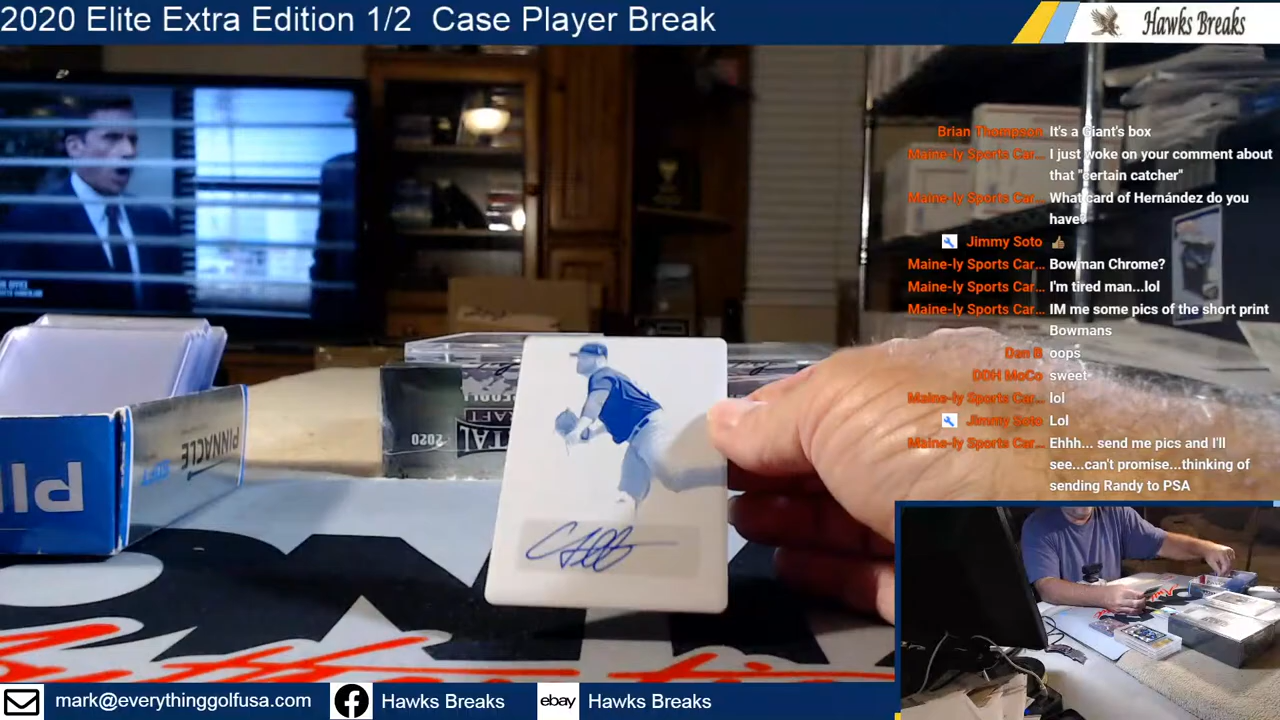 2020 Elite Extra Edition 1/2 Case Player Break
Hawks Breaks
Brian Thompson It's a Giant's box
Maine-ly Sports Car... I just woke on your comment about
that "certain catcher"
Maine-ly Sports Car... What card of Hernández do you
have?
Jimmy Soto 👍🏽
Maine-ly Sports Car... Bowman Chrome?
Maine-ly Sports Car... I'm tired man...lol
Maine-ly Sports Car... IM me some pics of the short print
Bowmans
Dan B oops
DDH MoCo sweet
Maine-ly Sports Car... lol
Jimmy Soto Lol
Maine-ly Sports Car... Ehhh... send me pics and I'll
see...can't promise...thinking of
sending Randy to PSA
2020
PINNACLE
mark@everythinggolfusa.com
Hawks Breaks
ebay
Hawks Breaks